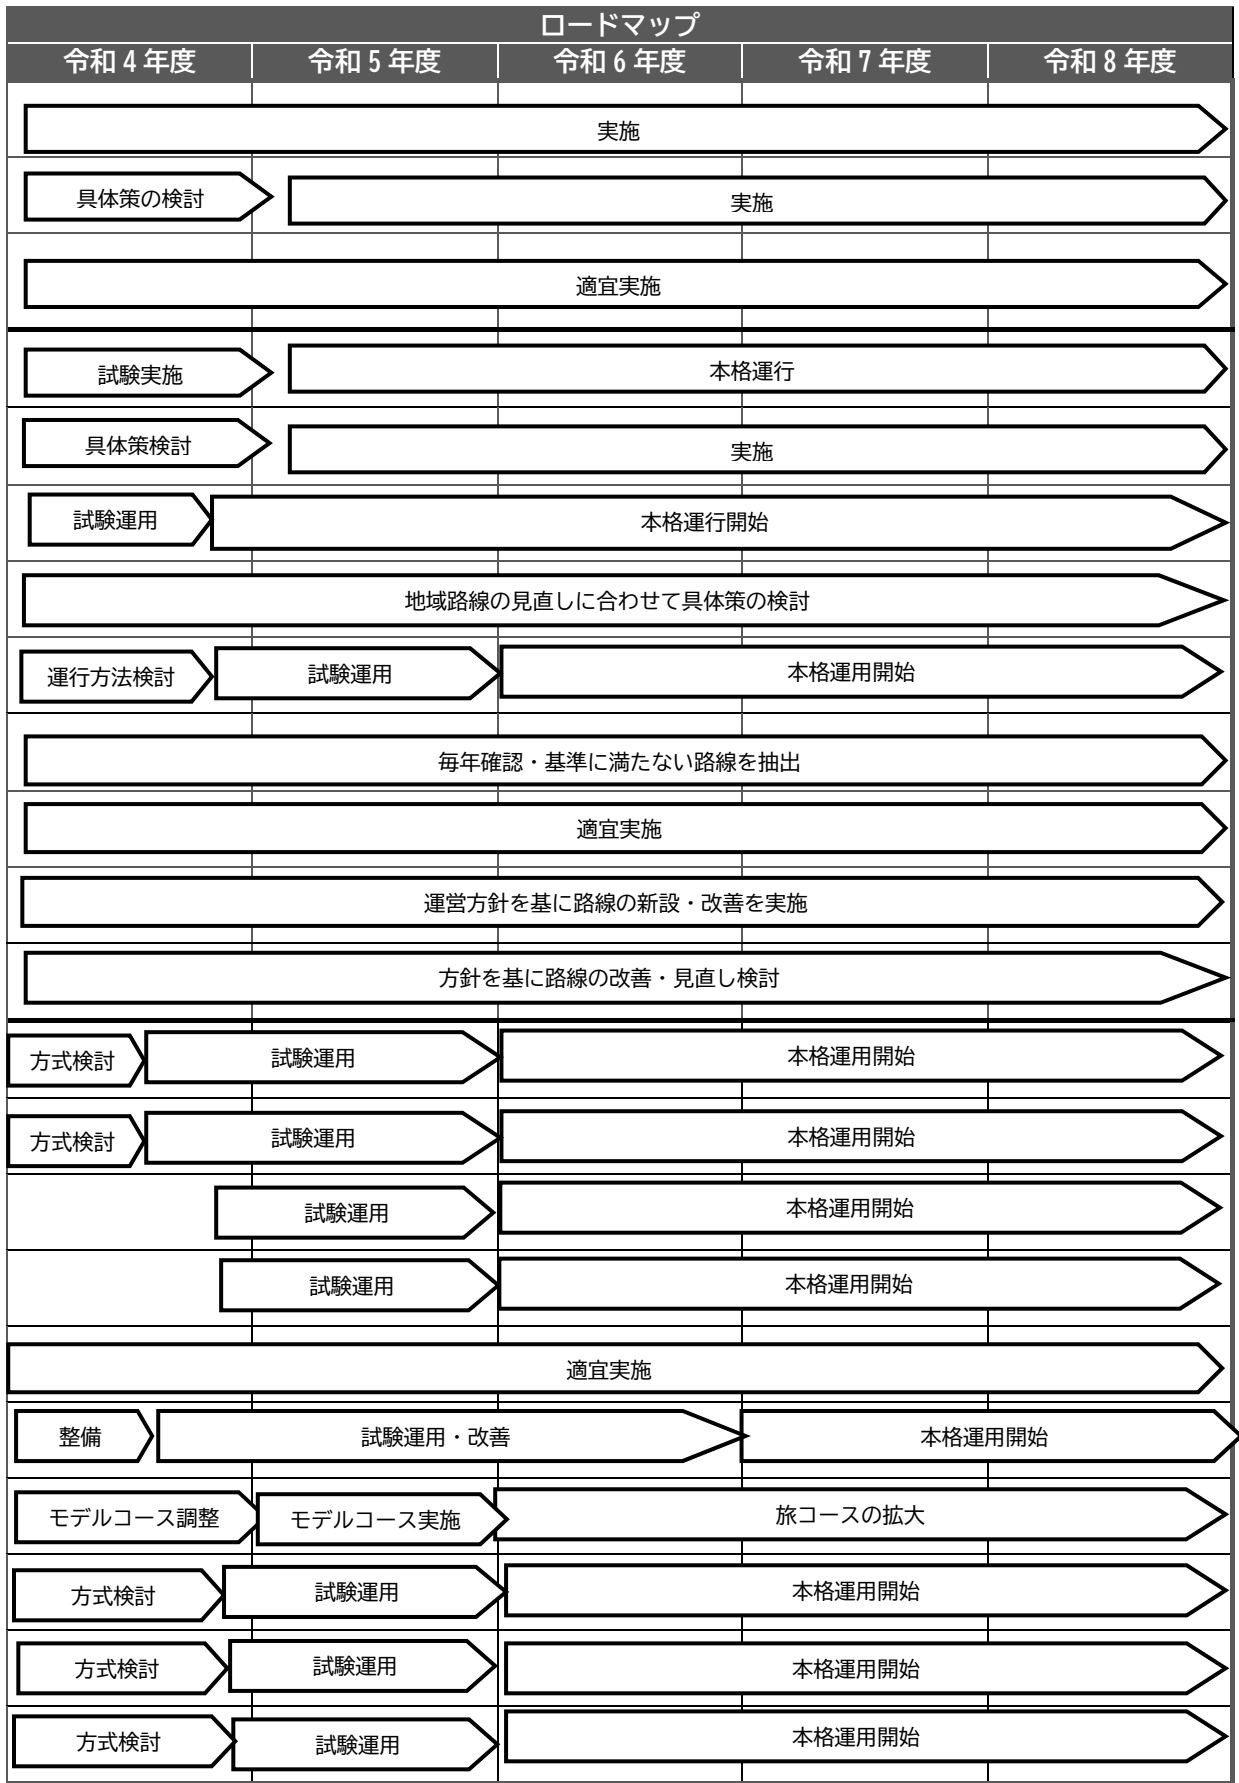 ロードマップ
令和４年度 令和５年度 令和６年度 令和７年度 令和８年度
実施
具体策の検討 実施
適宜実施
試験実施 本格運行
具体策検討 実施
試験運用 本格運行開始
地域路線の見直しに合わせて具体策の検討
運行方法検討 試験運用 本格運用開始
毎年確認・基準に満たない路線を抽出
適宜実施
運営方針を基に路線の新設・改善を実施
方針を基に路線の改善・見直し検討
方式検討 試験運用 本格運用開始
方式検討 試験運用 本格運用開始
試験運用 本格運用開始
試験運用 本格運用開始
適宜実施
整備 試験運用・改善 本格運用開始
モデルコース調整 モデルコース実施 旅コースの拡大
方式検討 試験運用 本格運用開始
方式検討 試験運用 本格運用開始
方式検討 試験運用 本格運用開始